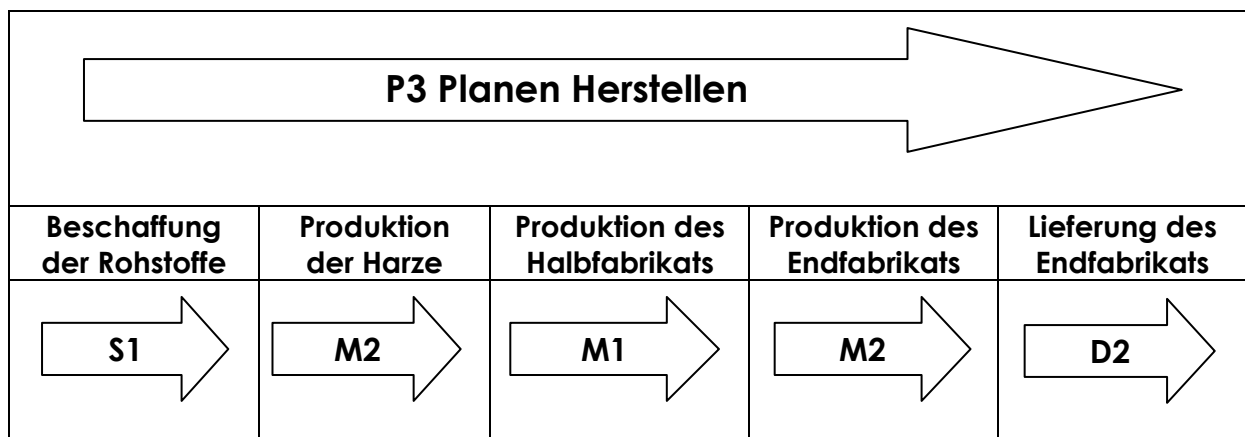 P3 Planen Herstellen
Beschaffung
der Rohstoffe
Produktion
der Harze
Produktion des
Halbfabrikats
Produktion des
Endfabrikats
Lieferung des
Endfabrikats
S1
M2
M1
M2
D2